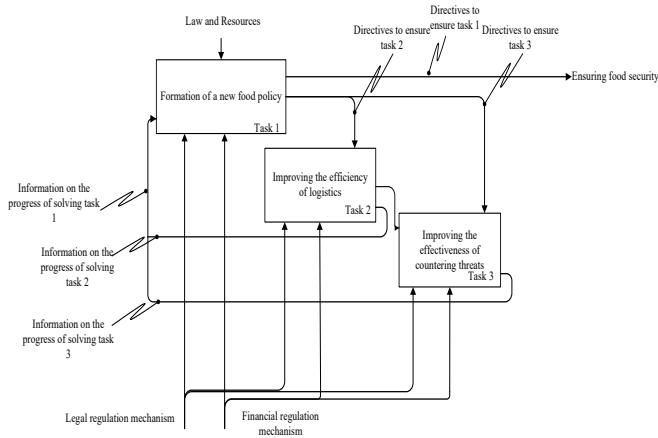 Law and Resources
Directives to ensure
task 2
Directives to
ensure task 1
Directives to ensure
task 3
Ensuring food security
Formation of a new food policy
Task 1
Improving the efficiency
of logistics
Task 2
Improving the
effectiveness of
countering threats
Task 3
Information on the
progress of solving task
1
Information on the
progress of solving
task 2
Information on the
progress of solving task
3
Legal regulation mechanism
Financial regulation
mechanism